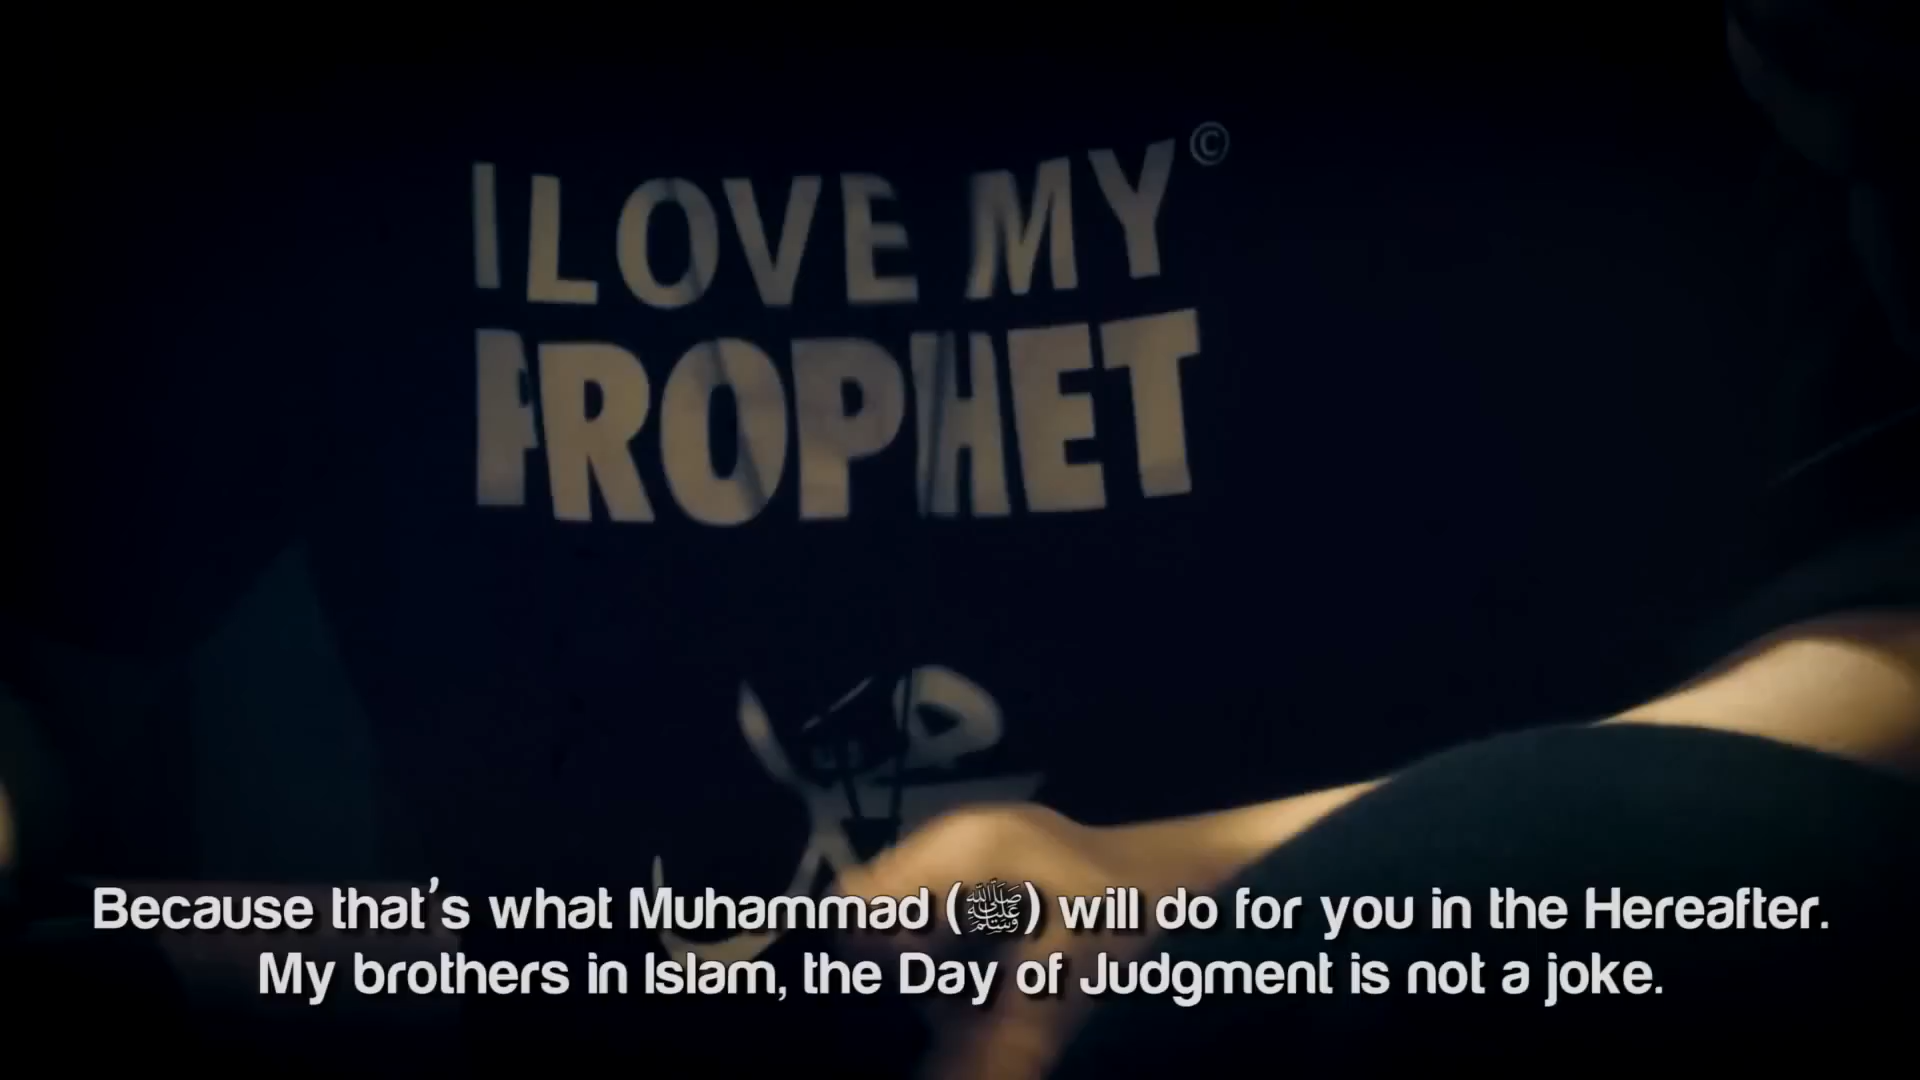 I LOVE MY ©
PROPHET
Because that's what Muhammad (ﷺ) will do for you in the Hereafter.
My brothers in Islam, the Day of Judgment is not a joke.